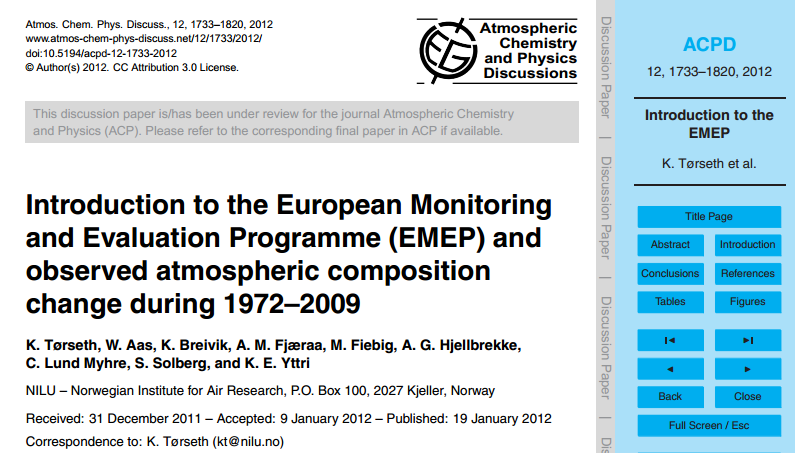 Atmos. Chem. Phys. Discuss., 12, 1733–1820, 2012
www.atmos-chem-phys-discuss.net/12/1733/2012/
doi:10.5194/acpd-12-1733-2012
© Author(s) 2012. CC Attribution 3.0 License.
EGU
Atmospheric
Chemistry
and Physics
Discussions
This discussion paper is/has been under review for the journal Atmospheric Chemistry
and Physics (ACP). Please refer to the corresponding final paper in ACP if available.
Introduction to the European Monitoring
and Evaluation Programme (EMEP) and
observed atmospheric composition
change during 1972–2009
K. Tørseth, W. Aas, K. Breivik, A. M. Fjæraa, M. Fiebig, A. G. Hjellbrekke,
C. Lund Myhre, S. Solberg, and K. E. Yttri
NILU – Norwegian Institute for Air Research, P.O. Box 100, 2027 Kjeller, Norway
Received: 31 December 2011 – Accepted: 9 January 2012 – Published: 19 January 2012
Correspondence to: K. Tørseth (kt@nilu.no)
Discussion Paper | Discussion Paper | Discussion Paper | Dis
ACPD
12, 1733–1820, 2012
Introduction to the
EMEP
K. Tørseth et al.
Title Page
Abstract Introduction
Conclusions References
Tables Figures
Back Close
Full Screen / Esc